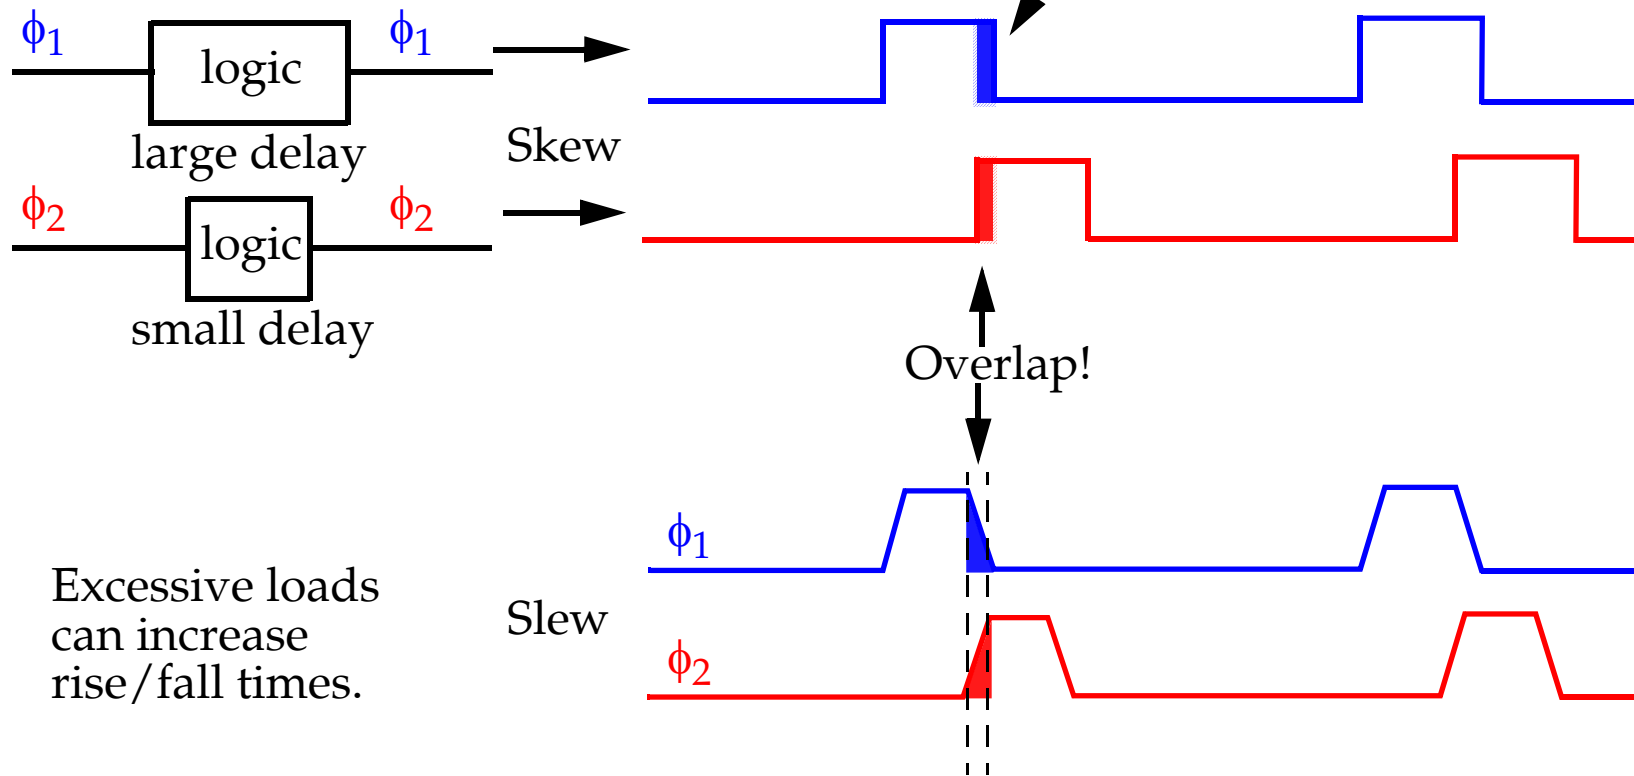 ϕ1 logic ϕ1
large delay
Skew
ϕ2 logic ϕ2
small delay
Overlap!
ϕ1
Excessive loads
can increase
rise/fall times.
Slew
ϕ2